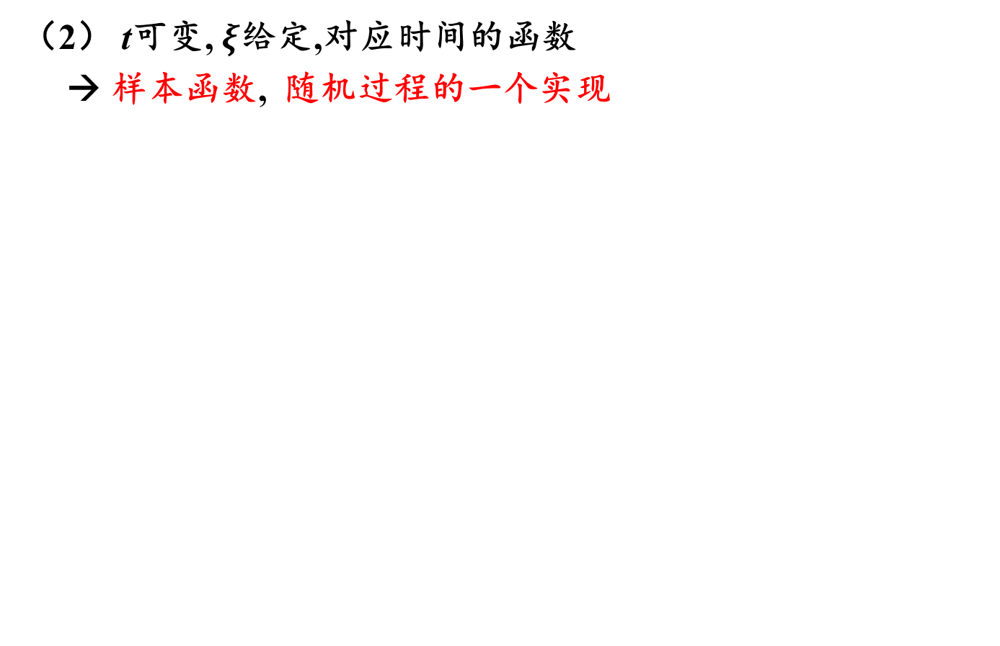 （2） t可变, ξ给定,对应时间的函数
→ 样本函数, 随机过程的一个实现